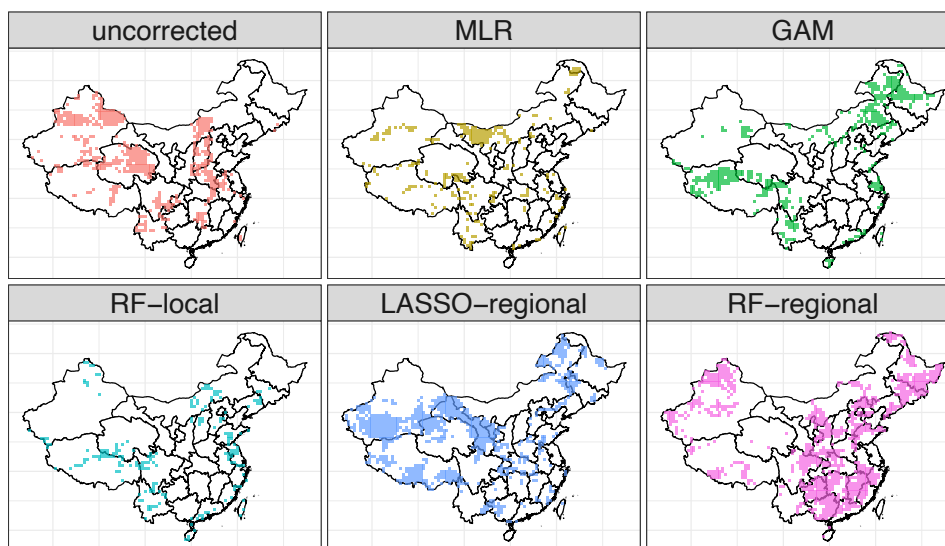 uncorrected
MLR
GAM
RF−local
LASSO−regional
RF−regional